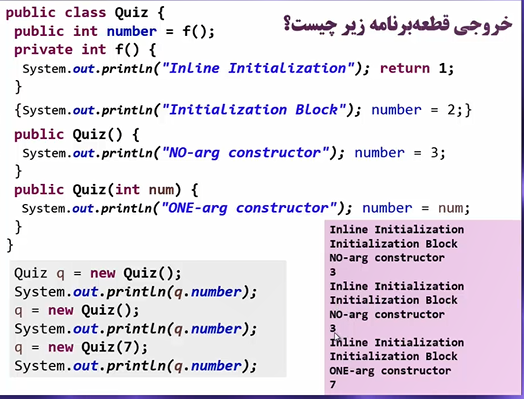 خروجی قطعه‌برنامه زیر چیست؟
public class Quiz {
public int number = f();
private int f() {
System.out.println("Inline Initialization"); return 1;
}
{System.out.println("Initialization Block"); number = 2;}
public Quiz() {
System.out.println("NO-arg constructor"); number = 3;
}
public Quiz(int num) {
System.out.println("ONE-arg constructor"); number = num;
}
}
Quiz q = new Quiz();
System.out.println(q.number);
q = new Quiz();
System.out.println(q.number);
q = new Quiz(7);
System.out.println(q.number);
Inline Initialization
Initialization Block
NO-arg constructor
3
Inline Initialization
Initialization Block
NO-arg constructor
3
Inline Initialization
Initialization Block
ONE-arg constructor
7